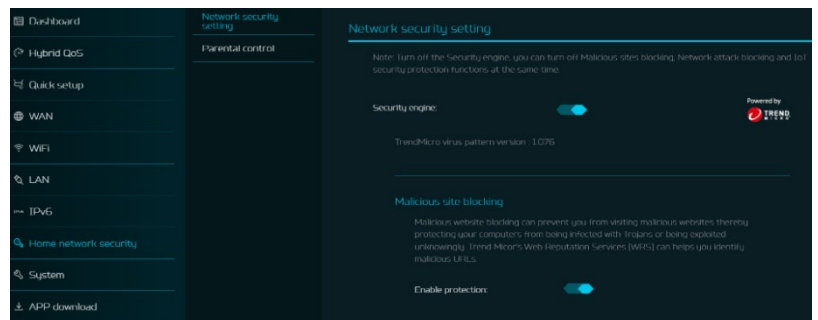 Dashboard
Hybrid QoS
Quick setup
WAN
WiFi
LAN
IPv6
Home network security
System
APP download
Network security
setting
Parental control
Network security setting
Note: Turn off the Security engine, you can turn off Malicious sites blocking, Network attack blocking and IoT
security protection functions at the same time.
Security engine:
Powered by
TREND
MICRO
TrendMicro virus pattern version : 1.076
Malicious site blocking
Malicious website blocking can prevent you from visiting malicious websites thereby
protecting your computers from being infected with Trojans or being exploited
unknowingly. Trend Micor's Web Reputation Services (WRS) can helps you identify
malicious URLs.
Enable protection: